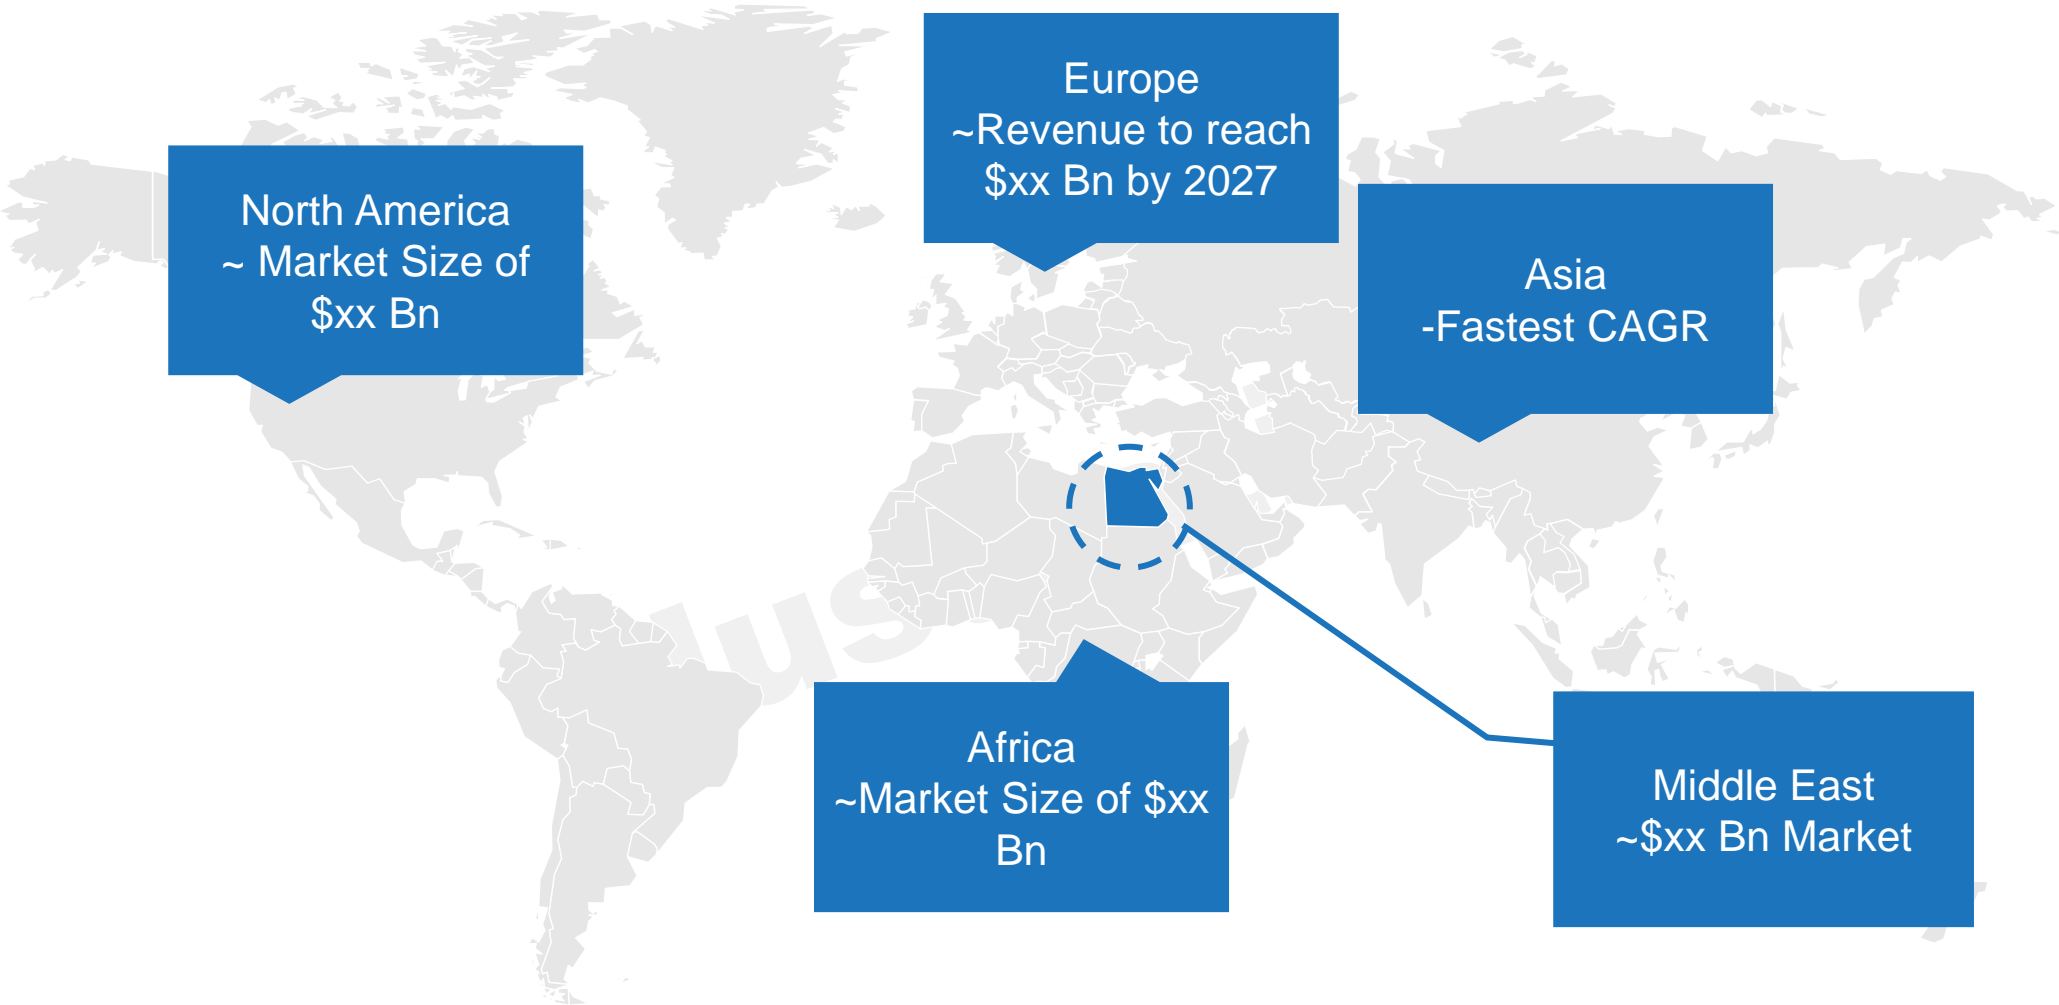 Europe
~Revenue to reach
$xx Bn by 2027
North America
~ Market Size of
$xx Bn
Asia
-Fastest CAGR
Africa
~Market Size of $xx
Bn
Middle East
~$xx Bn Market